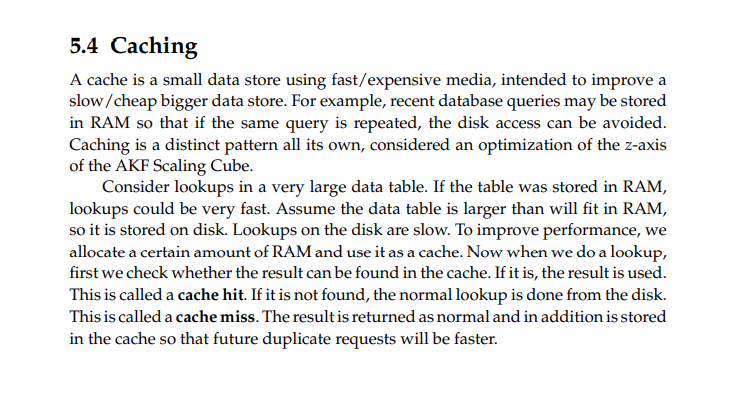 5.4 Caching
A cache is a small data store using fast/expensive media, intended to improve a
slow/cheap bigger data store. For example, recent database queries may be stored
in RAM so that if the same query is repeated, the disk access can be avoided.
Caching is a distinct pattern all its own, considered an optimization of the z-axis
of the AKF Scaling Cube.
Consider lookups in a very large data table. If the table was stored in RAM,
lookups could be very fast. Assume the data table is larger than will fit in RAM,
so it is stored on disk. Lookups on the disk are slow. To improve performance, we
allocate a certain amount of RAM and use it as a cache. Now when we do a lookup,
first we check whether the result can be found in the cache. If it is, the result is used.
This is called a cache hit. If it is not found, the normal lookup is done from the disk.
This is called a cache miss. The result is returned as normal and in addition is stored
in the cache so that future duplicate requests will be faster.